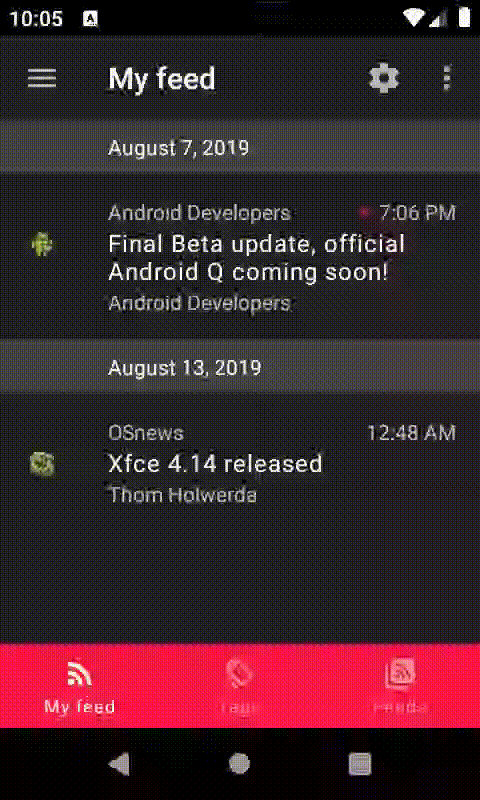 10:05
My feed
August 7, 2019
Android Developers 7:06 PM
Final Beta update, official
Android Q coming soon!
Android Developers
August 13, 2019
OSnews 12:48 AM
Xfce 4.14 released
Thom Holwerda
My feed Tags Feeds